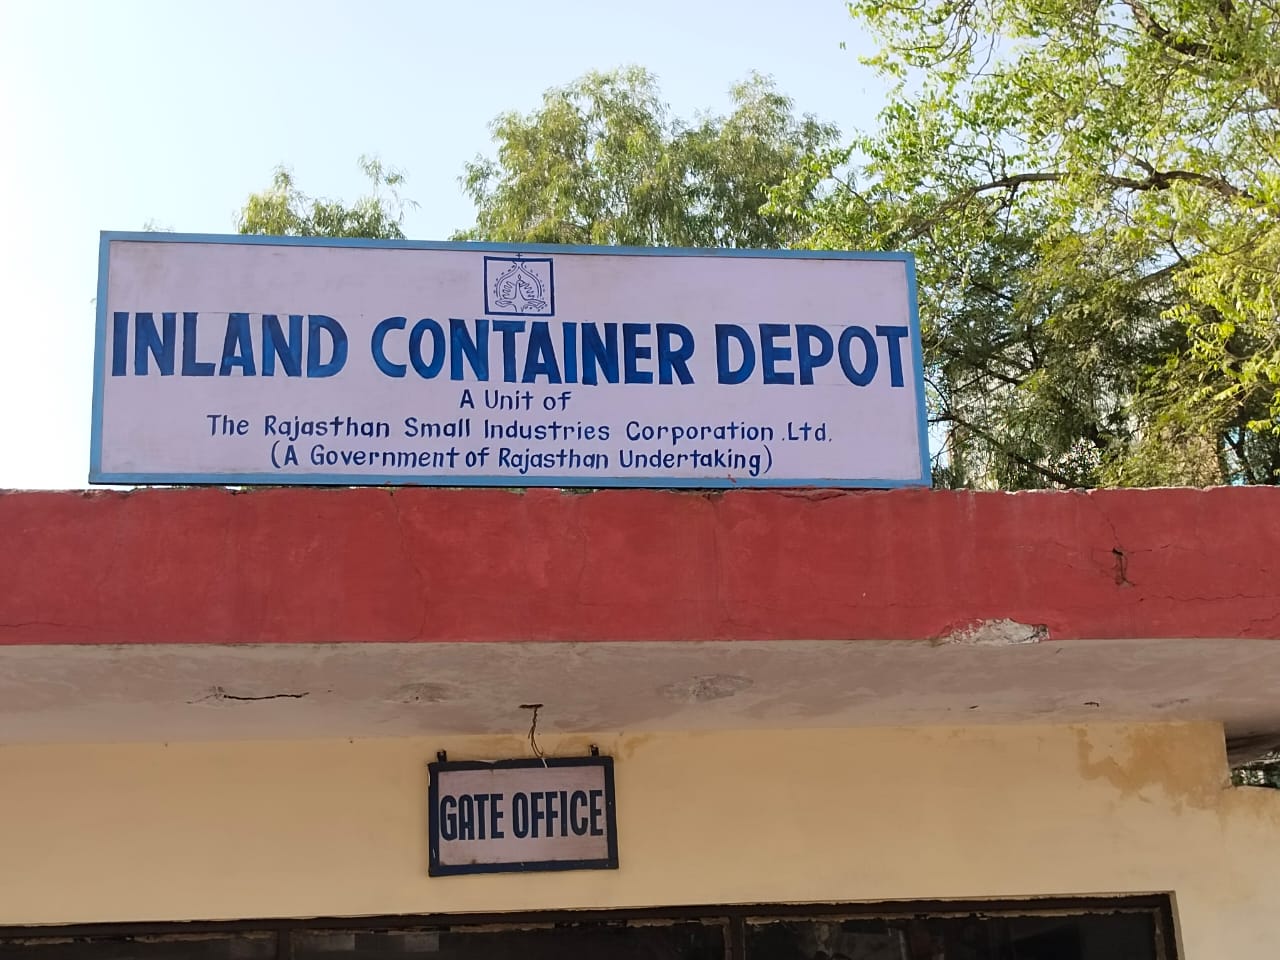 INLAND CONTAINER DEPOT
A Unit of
The Rajasthan Small Industries Corporation .Ltd.
(A Government of Rajasthan Undertaking)
GATE OFFICE